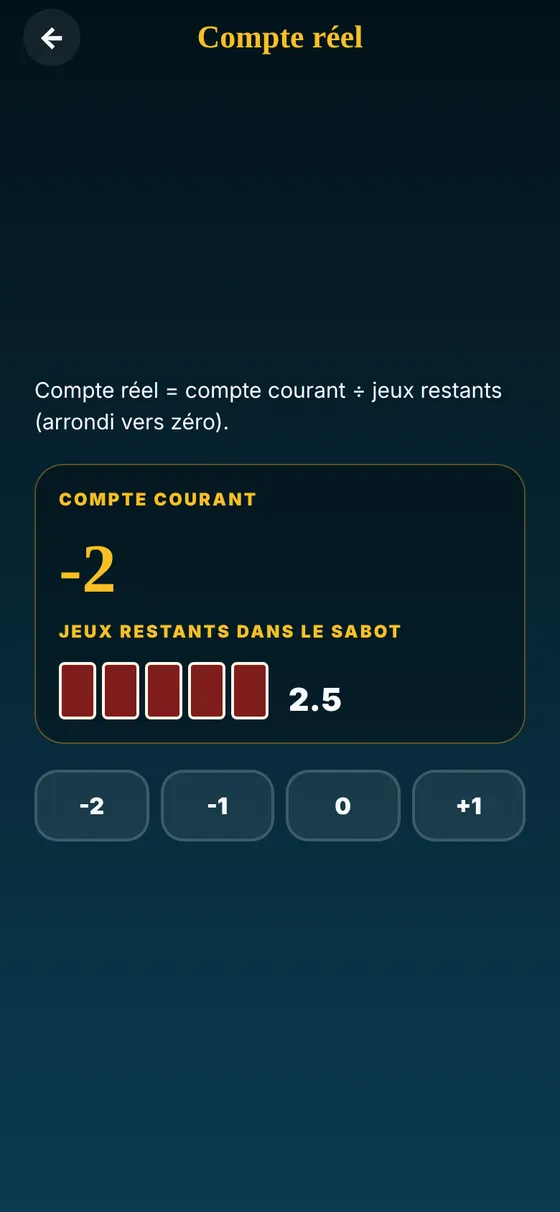 Compte réel
Compte réel = compte courant ÷ jeux restants
(arrondi vers zéro).
COMPTE COURANT
-2
JEUX RESTANTS DANS LE SABOT
2.5
-2 -1 0 +1